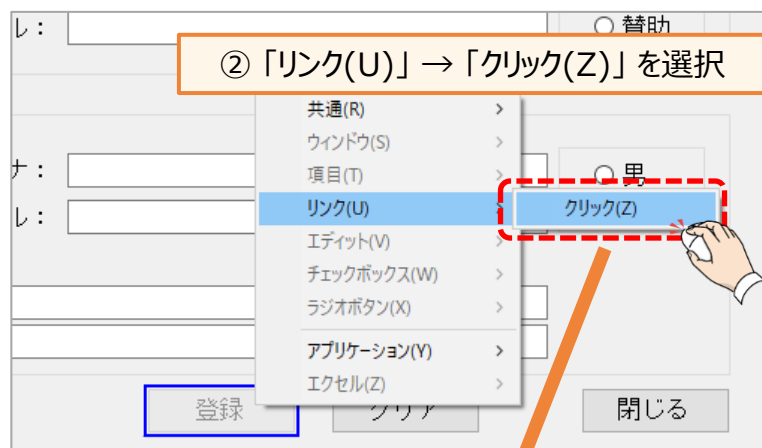 レ：
賛助
②「リンク(U)」→「クリック(Z)」を選択
共通(R)
ウィンドウ(S)
ナ：
項目(T)
男
レ：
リンク(U)
クリック(Z)
エディット(V)
チェックボックス(W)
ラジオボタン(X)
アプリケーション(Y)
エクセル(Z)
登録
クリア
閉じる